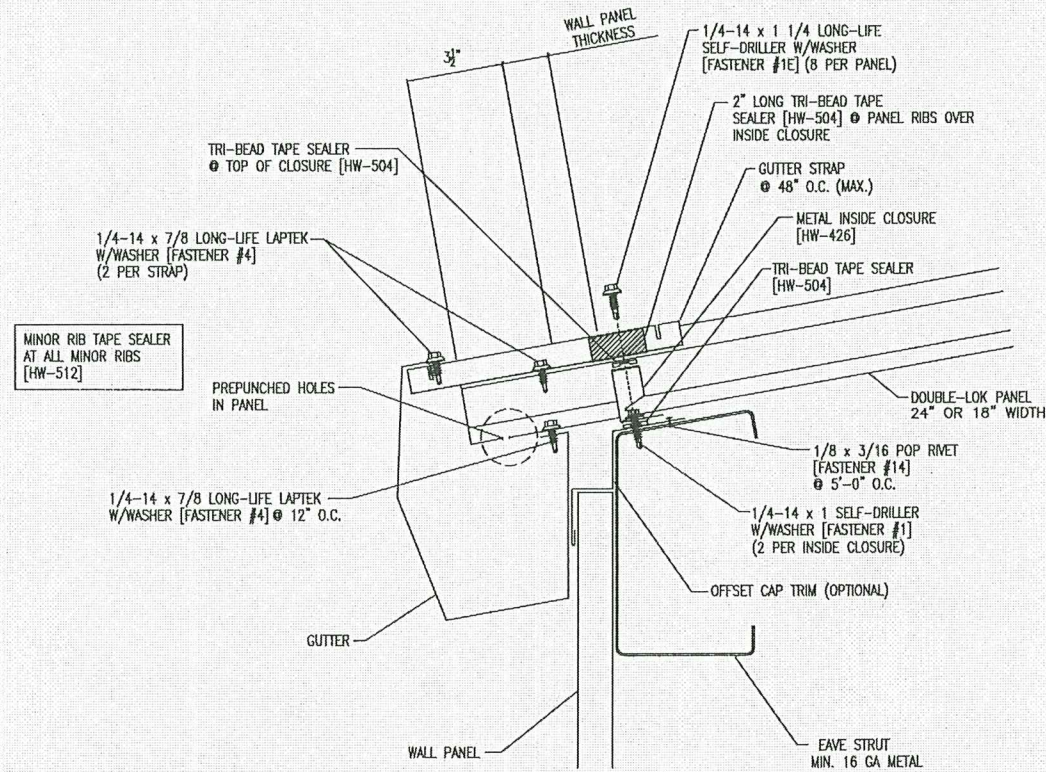 WALL PANEL
THICKNESS
3½"
1/4-14 x 1 1/4 LONG-LIFE
SELF-DRILLER W/WASHER
[FASTENER #1E] (8 PER PANEL)
2" LONG TRI-BEAD TAPE
SEALER [HW-504] @ PANEL RIBS OVER
INSIDE CLOSURE
TRI-BEAD TAPE SEALER
@ TOP OF CLOSURE [HW-504]
GUTTER STRAP
@ 48" O.C. (MAX.)
METAL INSIDE CLOSURE
[HW-426]
1/4-14 x 7/8 LONG-LIFE LAPTEK
W/WASHER [FASTENER #4]
(2 PER STRAP)
TRI-BEAD TAPE SEALER
[HW-504]
MINOR RIB TAPE SEALER
AT ALL MINOR RIBS
[HW-512]
PREPUNCHED HOLES
IN PANEL
DOUBLE-LOK PANEL
24" OR 18" WIDTH
1/8 x 3/16 POP RIVET
[FASTENER #14]
@ 5'-0" O.C.
1/4-14 x 7/8 LONG-LIFE LAPTEK
W/WASHER [FASTENER #4] @ 12" O.C.
1/4-14 x 1 SELF-DRILLER
W/WASHER [FASTENER #1]
(2 PER INSIDE CLOSURE)
OFFSET CAP TRIM (OPTIONAL)
GUTTER
WALL PANEL
EAVE STRUT
MIN. 16 GA METAL